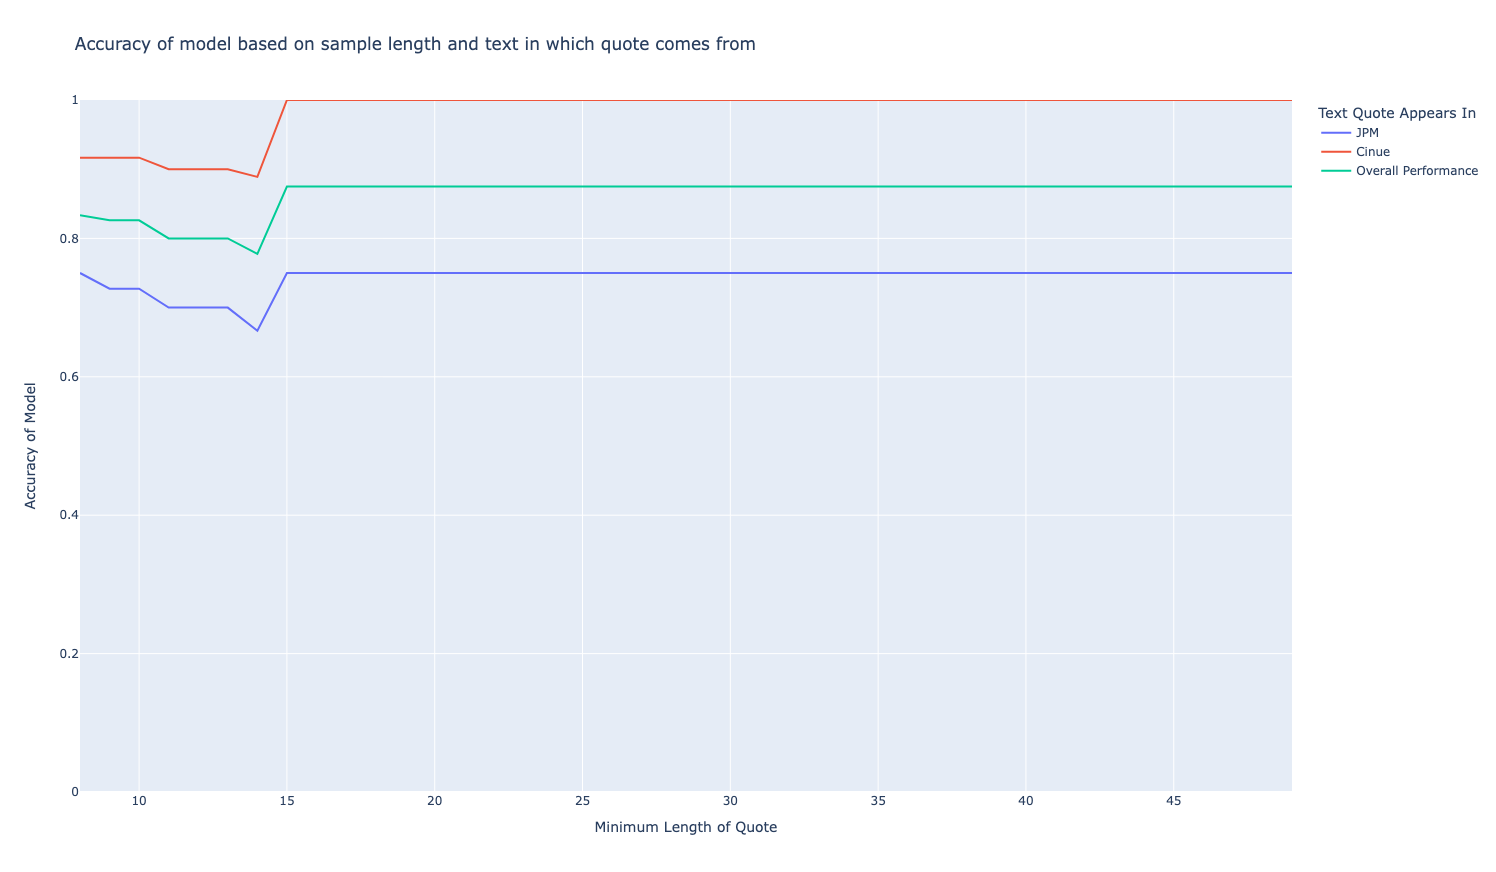 Accuracy of model based on sample length and text in which quote comes from
Text Quote Appears In
JPM
Cinue
Overall Performance
Accuracy of Model
1
0.8
0.6
0.4
0.2
0
10 15 20 25 30 35 40 45
Minimum Length of Quote